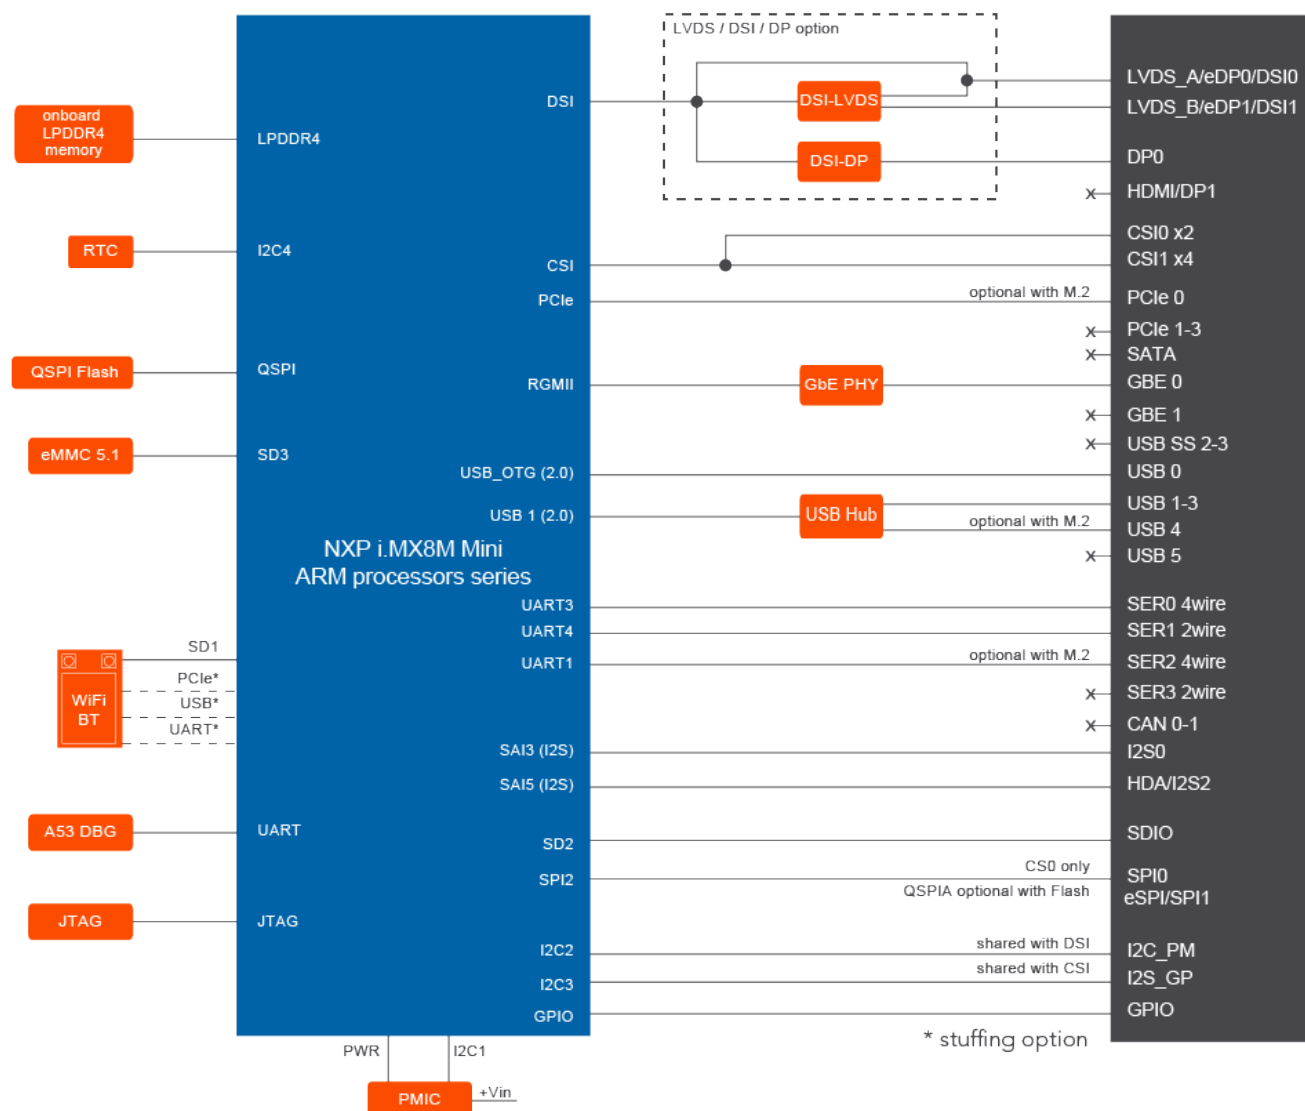 LVDS / DSI / DP option
onboard
LPDDR4
memory
LPDDR4
RTC
I2C4
QSPI Flash
QSPI
eMMC 5.1
SD3
NXP i.MX8M Mini
ARM processors series
WiFi
BT
SD1
PCIe*
USB*
UART*
A53 DBG
UART
JTAG
JTAG
DSI
CSI
PCIe
RGMII
USB_OTG (2.0)
USB 1 (2.0)
UART3
UART4
UART1
SAI3 (I2S)
SAI5 (I2S)
SD2
SPI2
I2C2
I2C3
GPIO
PWR
I2C1
PMIC
+Vin
DSI-LVDS
DSI-DP
optional with M.2
GbE PHY
USB Hub
optional with M.2
optional with M.2
CS0 only
QSPIA optional with Flash
shared with DSI
shared with CSI
* stuffing option
x
x
x
x
x
x
x
x
LVDS_A/eDP0/DSI0
LVDS_B/eDP1/DSI1
DP0
HDMI/DP1
CSI0 x2
CSI1 x4
PCIe 0
PCIe 1-3
SATA
GBE 0
GBE 1
USB SS 2-3
USB 0
USB 1-3
USB 4
USB 5
SER0 4wire
SER1 2wire
SER2 4wire
SER3 2wire
CAN 0-1
I2S0
HDA/I2S2
SDIO
SPI0
eSPI/SPI1
I2C_PM
I2S_GP
GPIO